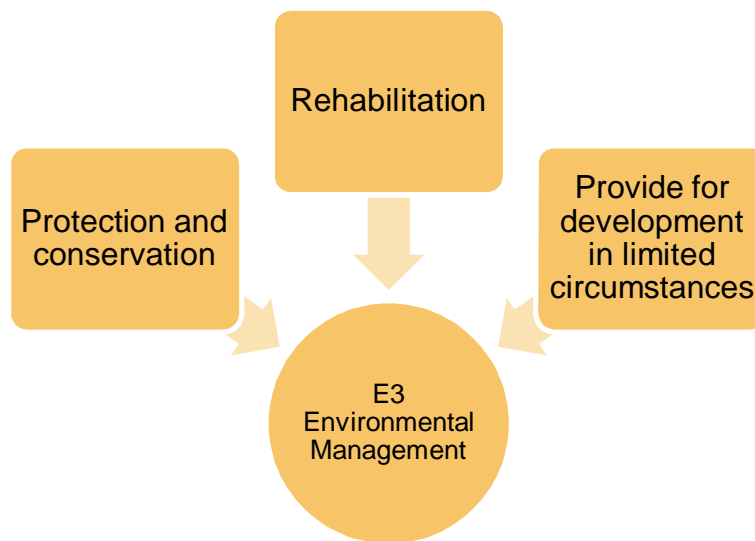 Rehabilitation
Protection and
conservation
Provide for
development
in limited
circumstances
E3
Environmental
Management